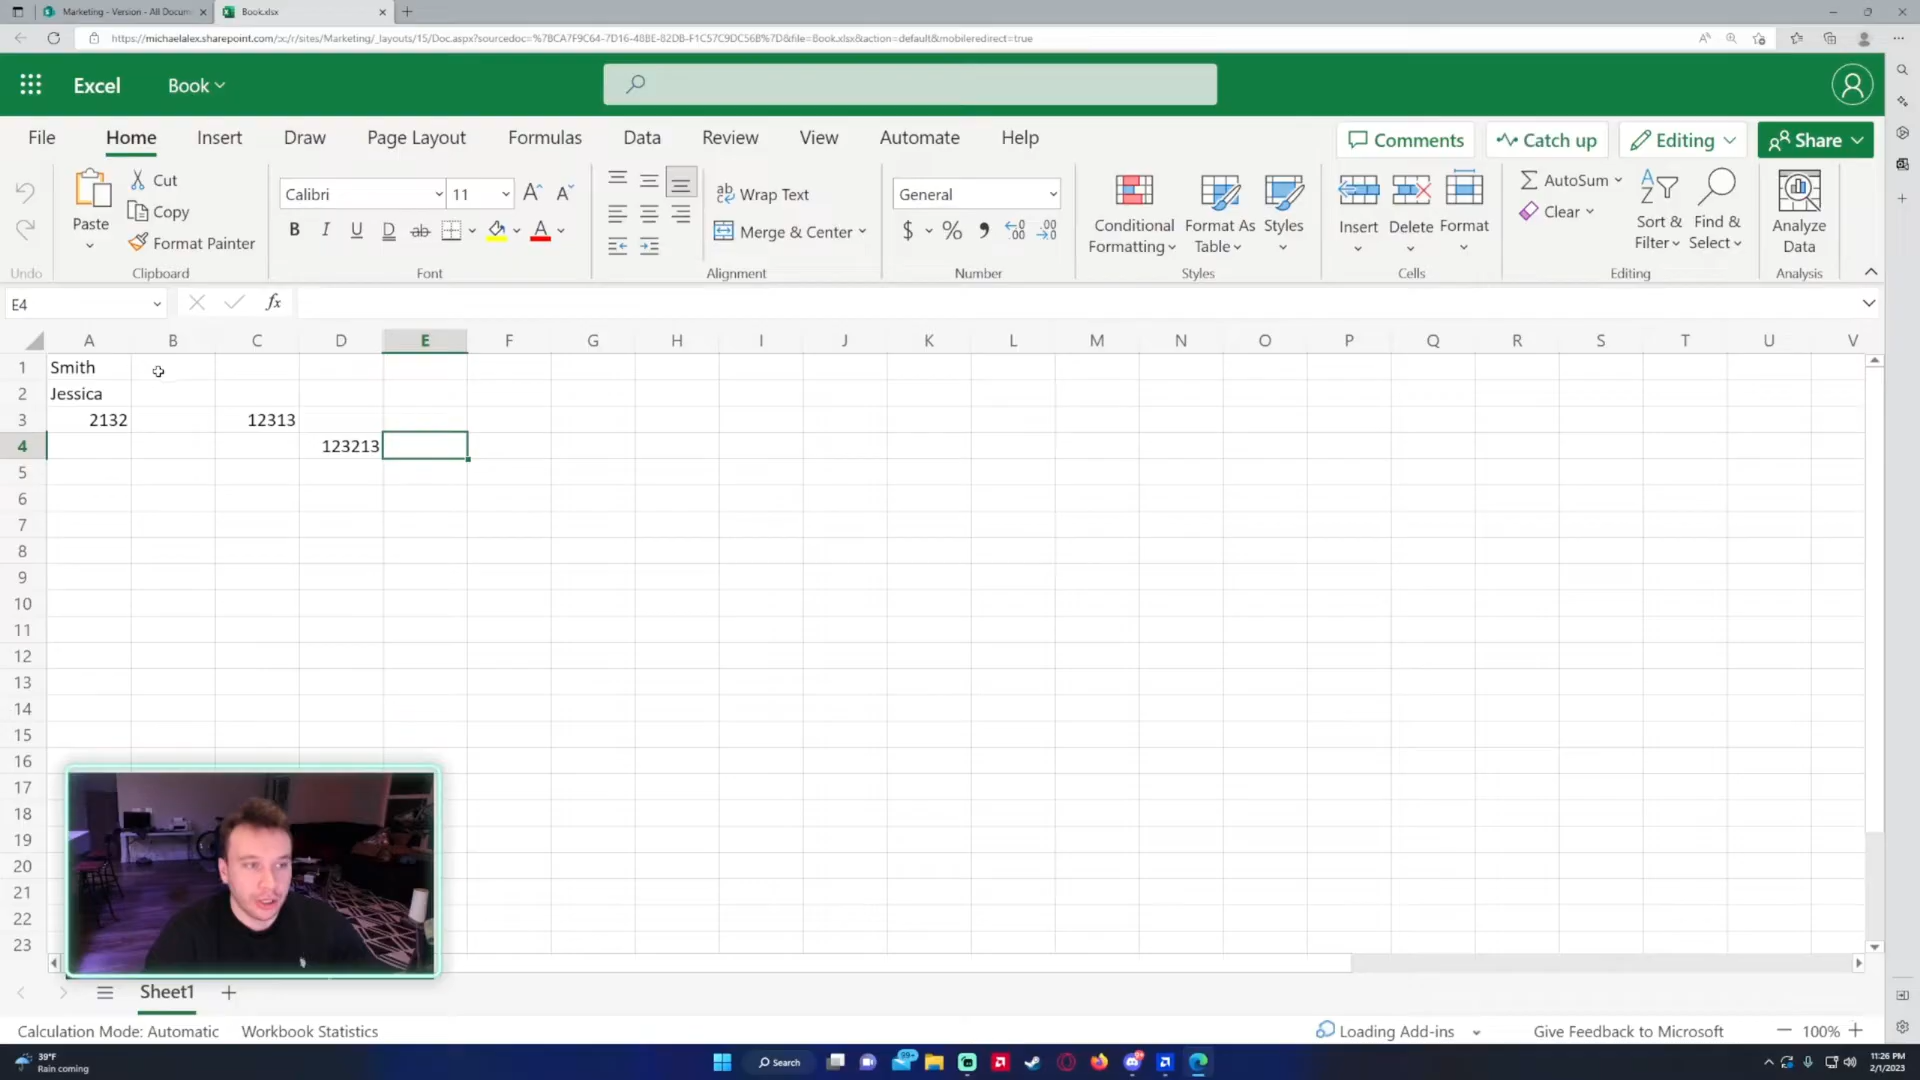 Marketing - Version - All Docum
Book.xlsx
https://michaelalex.sharepoint.com/:x:/r/sites/Marketing/_layouts/15/Doc.aspx?sourcedoc=%7BCA7F9C64-7D16-48BE-82DB-F1C57C9DC56B%7D&file=Book.xlsx&action=default&mobileredirect=true
Excel Book
File Home Insert Draw Page Layout Formulas Data Review View Automate Help Comments Catch up Editing Share
Paste Cut Copy Format Painter
Calibri 11
B I U D ab
ab Wrap Text
Merge & Center
General
$ % .00 .00
Conditional Formatting
Format As Table
Styles
Insert Delete Format
AutoSum
Clear
Sort & Filter
Find & Select
Analyze Data
Undo Clipboard Font Alignment Number Styles Cells Editing Analysis
E4 fx
A B C D E F G H I J K L M N O P Q R S T U V
1 Smith
2 Jessica
3 2132 12313
4 123213
5
6
7
8
9
10
11
12
13
14
15
16
17
18
19
20
21
22
23
Sheet1
Calculation Mode: Automatic Workbook Statistics Loading Add-ins Give Feedback to Microsoft 100%
39°F
Rain coming
Search
99+
11:26 PM
2/1/2023